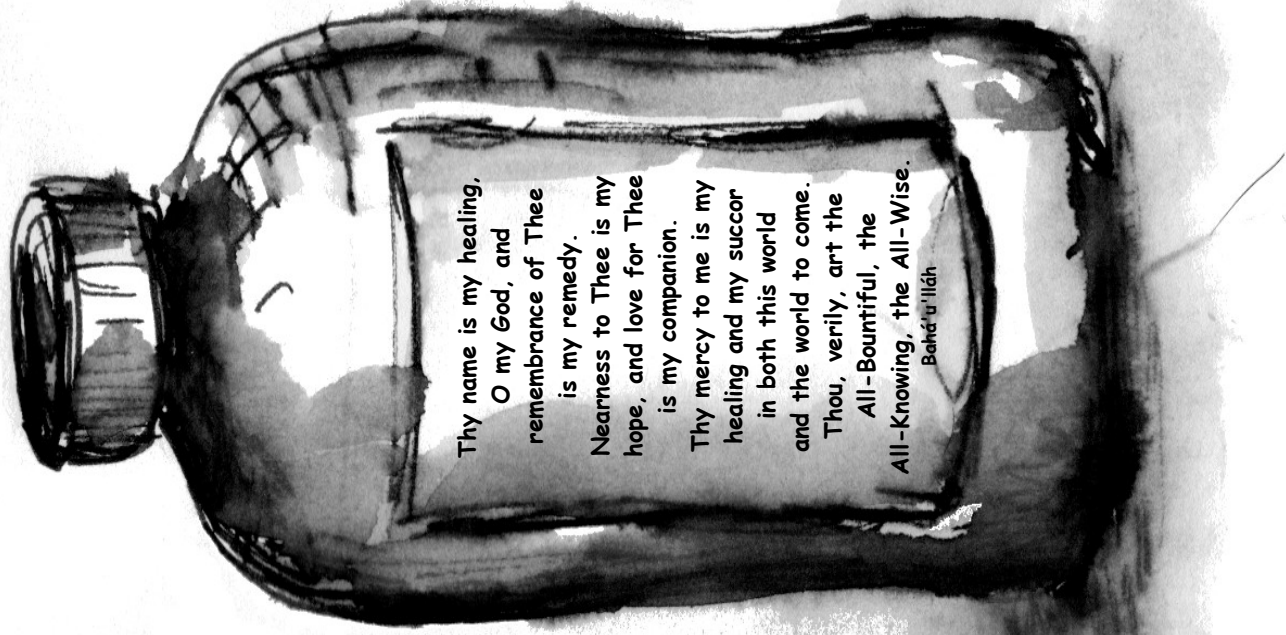 Thy name is my healing,
O my God, and
remembrance of Thee
is my remedy.
Nearness to Thee is my
hope, and love for Thee
is my companion.
Thy mercy to me is my
healing and my succor
in both this world
and the world to come.
Thou, verily, art the
All-Bountiful, the
All-Knowing, the All-Wise.
Bahá'u'lláh